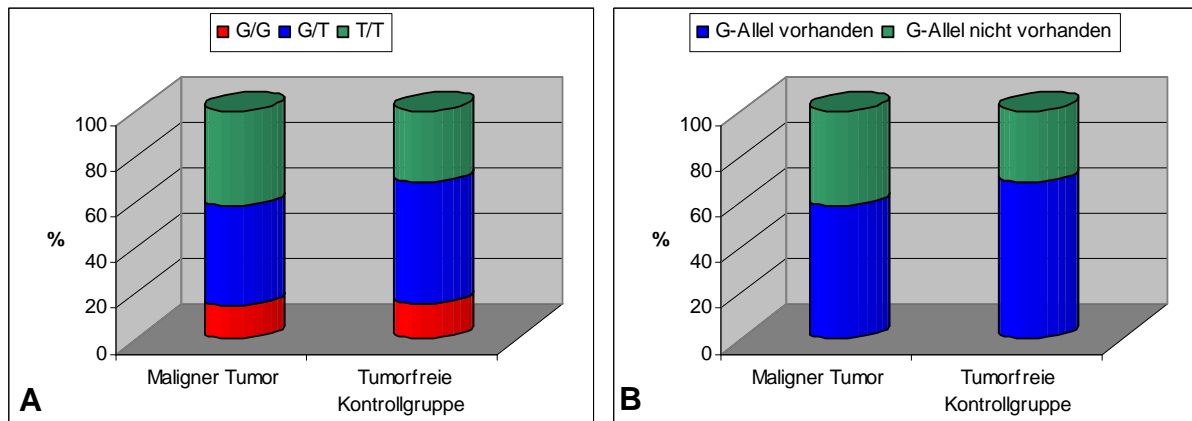 G/G G/T T/T
100
80
60
40
20
0
%
Maligner Tumor
Tumorfreie
Kontrollgruppe
A
G-Allel vorhanden G-Allel nicht vorhanden
100
80
60
40
20
0
%
Maligner Tumor
Tumorfreie
Kontrollgruppe
B